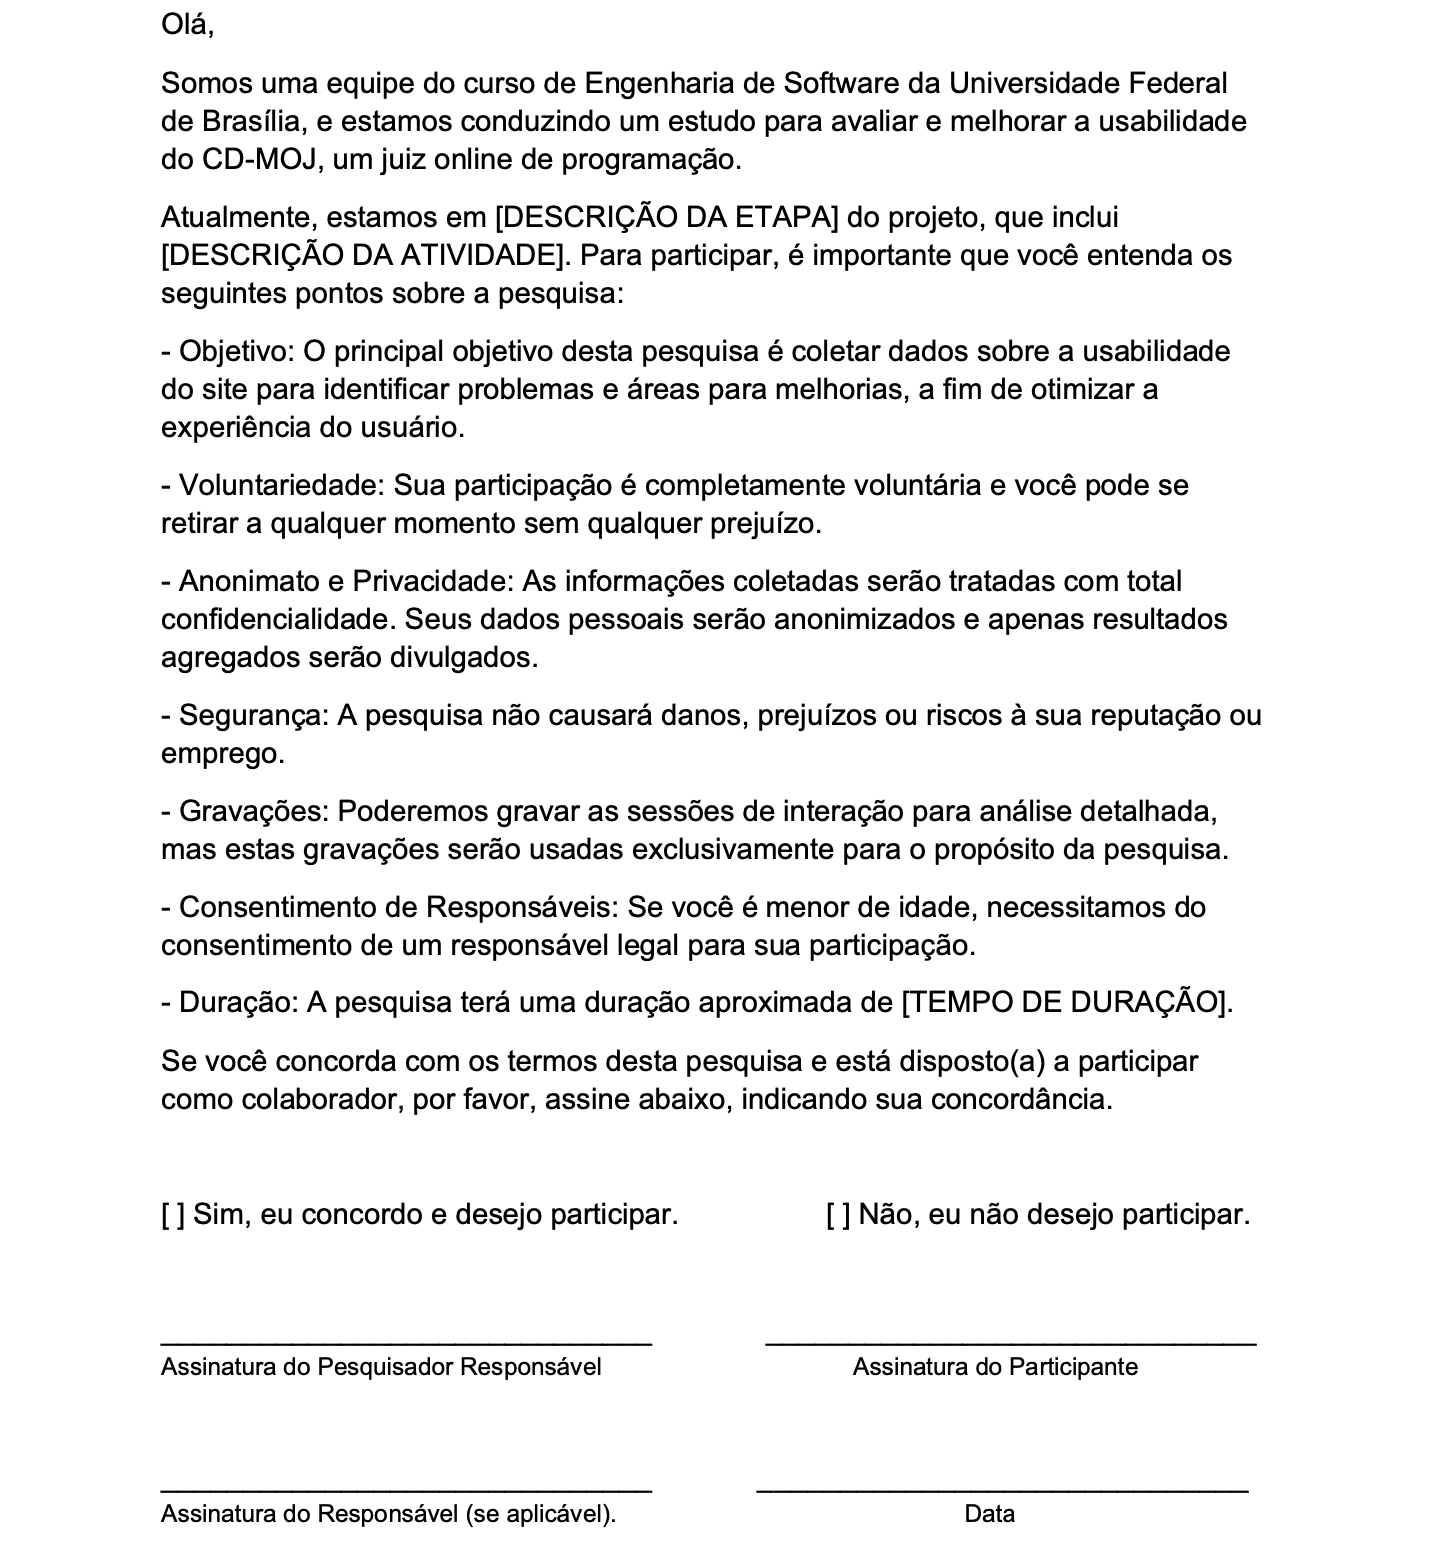 Olá,
Somos uma equipe do curso de Engenharia de Software da Universidade Federal
de Brasília, e estamos conduzindo um estudo para avaliar e melhorar a usabilidade
do CD-MOJ, um juiz online de programação.
Atualmente, estamos em [DESCRIÇÃO DA ETAPA] do projeto, que inclui
[DESCRIÇÃO DA ATIVIDADE]. Para participar, é importante que você entenda os
seguintes pontos sobre a pesquisa:
- Objetivo: O principal objetivo desta pesquisa é coletar dados sobre a usabilidade
do site para identificar problemas e áreas para melhorias, a fim de otimizar a
experiência do usuário.
- Voluntariedade: Sua participação é completamente voluntária e você pode se
retirar a qualquer momento sem qualquer prejuízo.
- Anonimato e Privacidade: As informações coletadas serão tratadas com total
confidencialidade. Seus dados pessoais serão anonimizados e apenas resultados
agregados serão divulgados.
- Segurança: A pesquisa não causará danos, prejuízos ou riscos à sua reputação ou
emprego.
- Gravações: Poderemos gravar as sessões de interação para análise detalhada,
mas estas gravações serão usadas exclusivamente para o propósito da pesquisa.
- Consentimento de Responsáveis: Se você é menor de idade, necessitamos do
consentimento de um responsável legal para sua participação.
- Duração: A pesquisa terá uma duração aproximada de [TEMPO DE DURAÇÃO].
Se você concorda com os termos desta pesquisa e está disposto(a) a participar
como colaborador, por favor, assine abaixo, indicando sua concordância.
[ ] Sim, eu concordo e desejo participar. [ ] Não, eu não desejo participar.
Assinatura do Pesquisador Responsável Assinatura do Participante
Assinatura do Responsável (se aplicável). Data